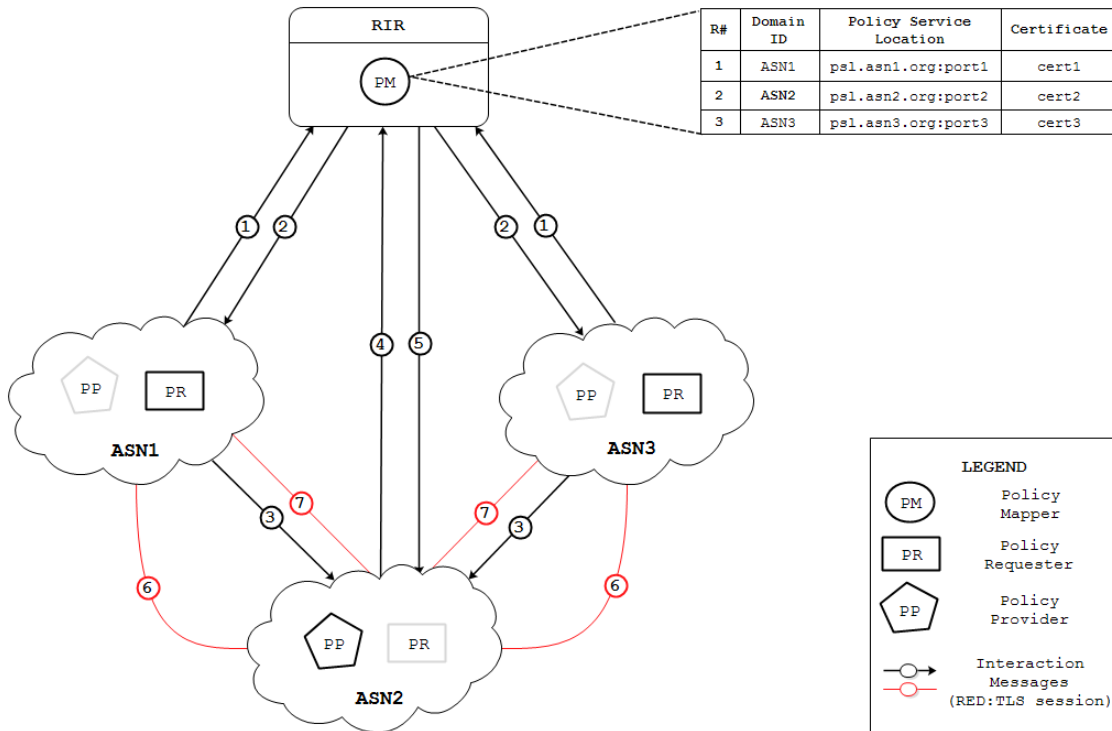 RIR
PM
R# Domain ID Policy Service Location Certificate
1 ASN1 psl.asn1.org:port1 cert1
2 ASN2 psl.asn2.org:port2 cert2
3 ASN3 psl.asn3.org:port3 cert3
1
2
2
1
4
5
PP
PR
ASN1
PP
PR
ASN3
3
7
7
3
6
6
PP
PR
ASN2
LEGEND
PM
Policy
Mapper
PR
Policy
Requester
PP
Policy
Provider
Interaction
Messages
(RED:TLS session)